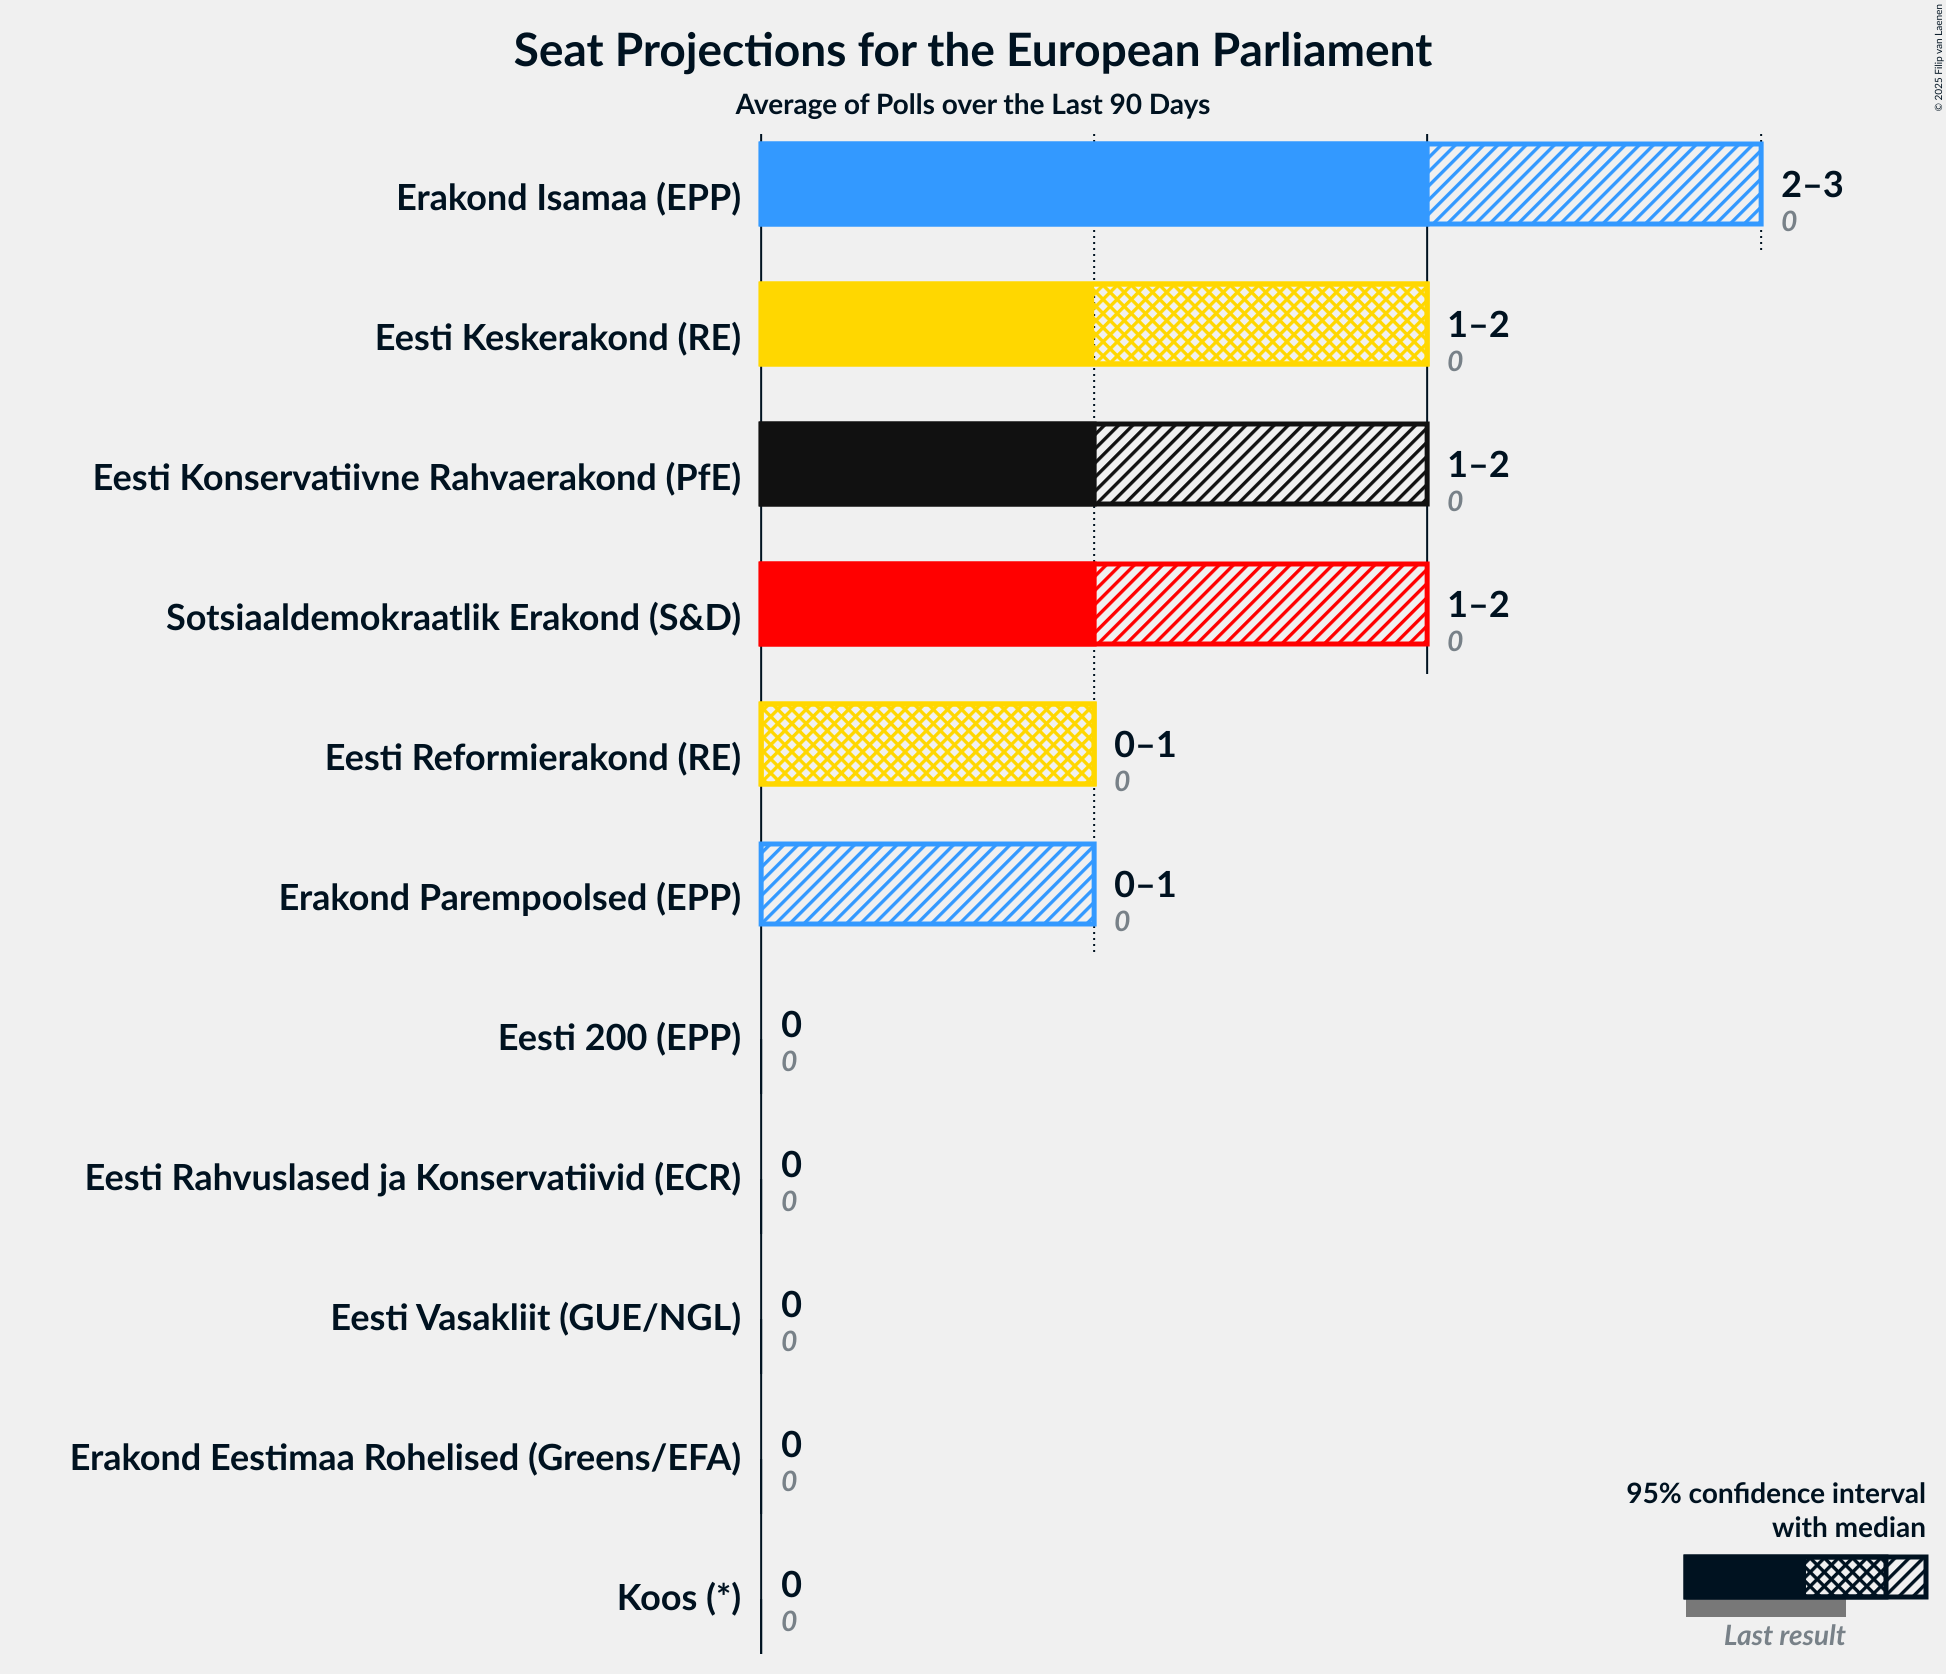 Seat Projections for the European Parliament
Average of Polls over the Last 90 Days
© 2025 Filip van Laenen
Erakond Isamaa (EPP)
2–3
0
Eesti Keskerakond (RE)
1–2
0
Eesti Konservatiivne Rahvaerakond (PfE)
1–2
0
Sotsiaaldemokraatlik Erakond (S&D)
1–2
0
Eesti Reformierakond (RE)
0–1
0
Erakond Parempoolsed (EPP)
0–1
0
Eesti 200 (EPP)
0
0
Eesti Rahvuslased ja Konservatiivid (ECR)
0
0
Eesti Vasakliit (GUE/NGL)
0
0
Erakond Eestimaa Rohelised (Greens/EFA)
0
0
Koos (*)
0
0
95% confidence interval
with median
Last result